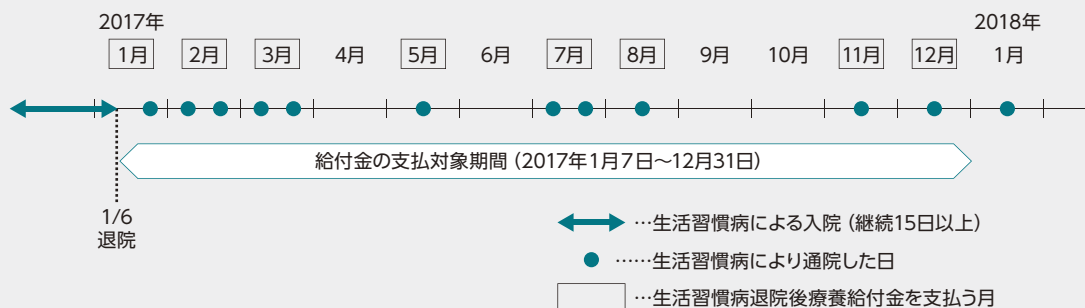 2017年 2018年
1月 2月 3月 4月 5月 6月 7月 8月 9月 10月 11月 12月 1月
給付金の支払対象期間（2017年1月7日～12月31日）
1/6
退院
…生活習慣病による入院（継続15日以上）
……生活習慣病により通院した日
…生活習慣病退院後療養給付金を支払う月